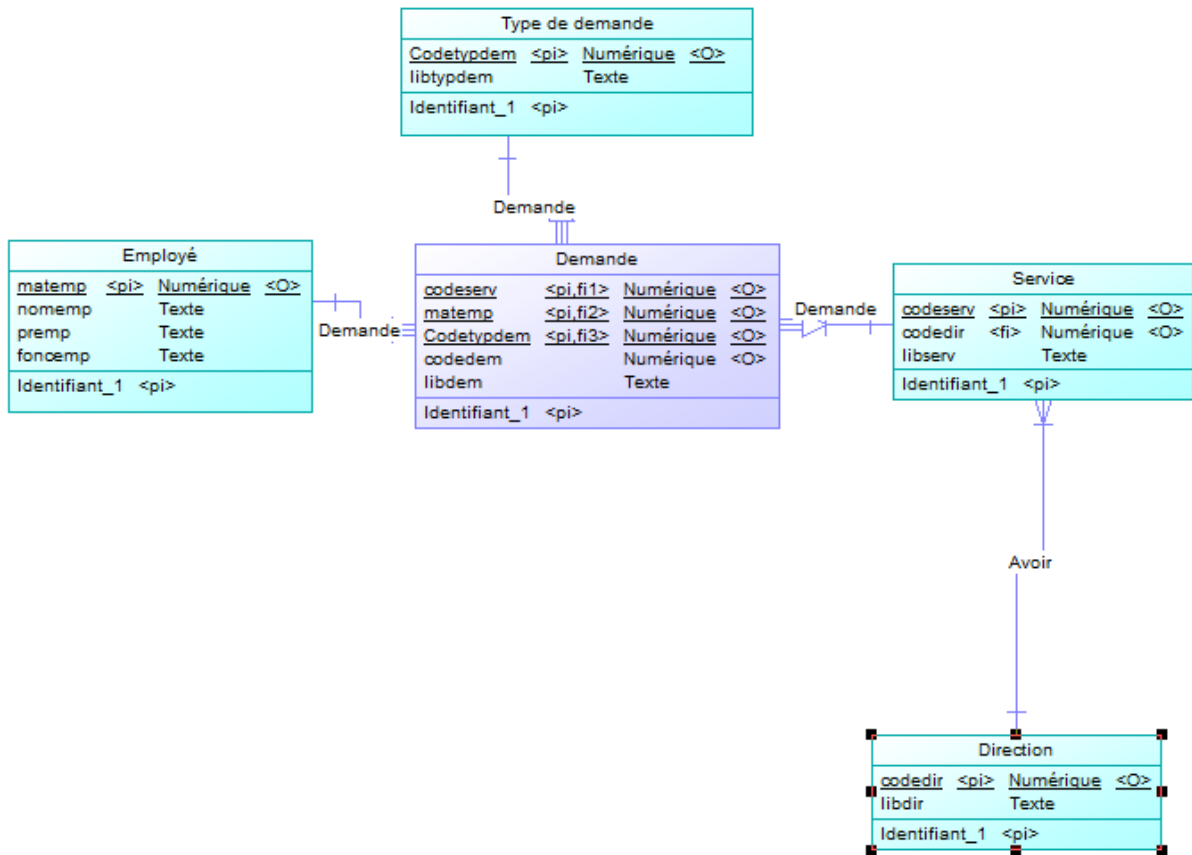 Type de demande
Codetypdem <pi> Numérique <O>
libtypdem Texte
Identifiant_1 <pi>
Demande
Employé
matemp <pi> Numérique <O>
nomemp Texte
premp Texte
foncemp Texte
Identifiant_1 <pi>
Demande
Demande
codeserv <pi,fi1> Numérique <O>
matemp <pi,fi2> Numérique <O>
Codetypdem <pi,fi3> Numérique <O>
codedem Numérique <O>
libdem Texte
Identifiant_1 <pi>
Demande
Service
codeserv <pi> Numérique <O>
codedir <fi> Numérique <O>
libserv Texte
Identifiant_1 <pi>
Avoir
Direction
codedir <pi> Numérique <O>
libdir Texte
Identifiant_1 <pi>